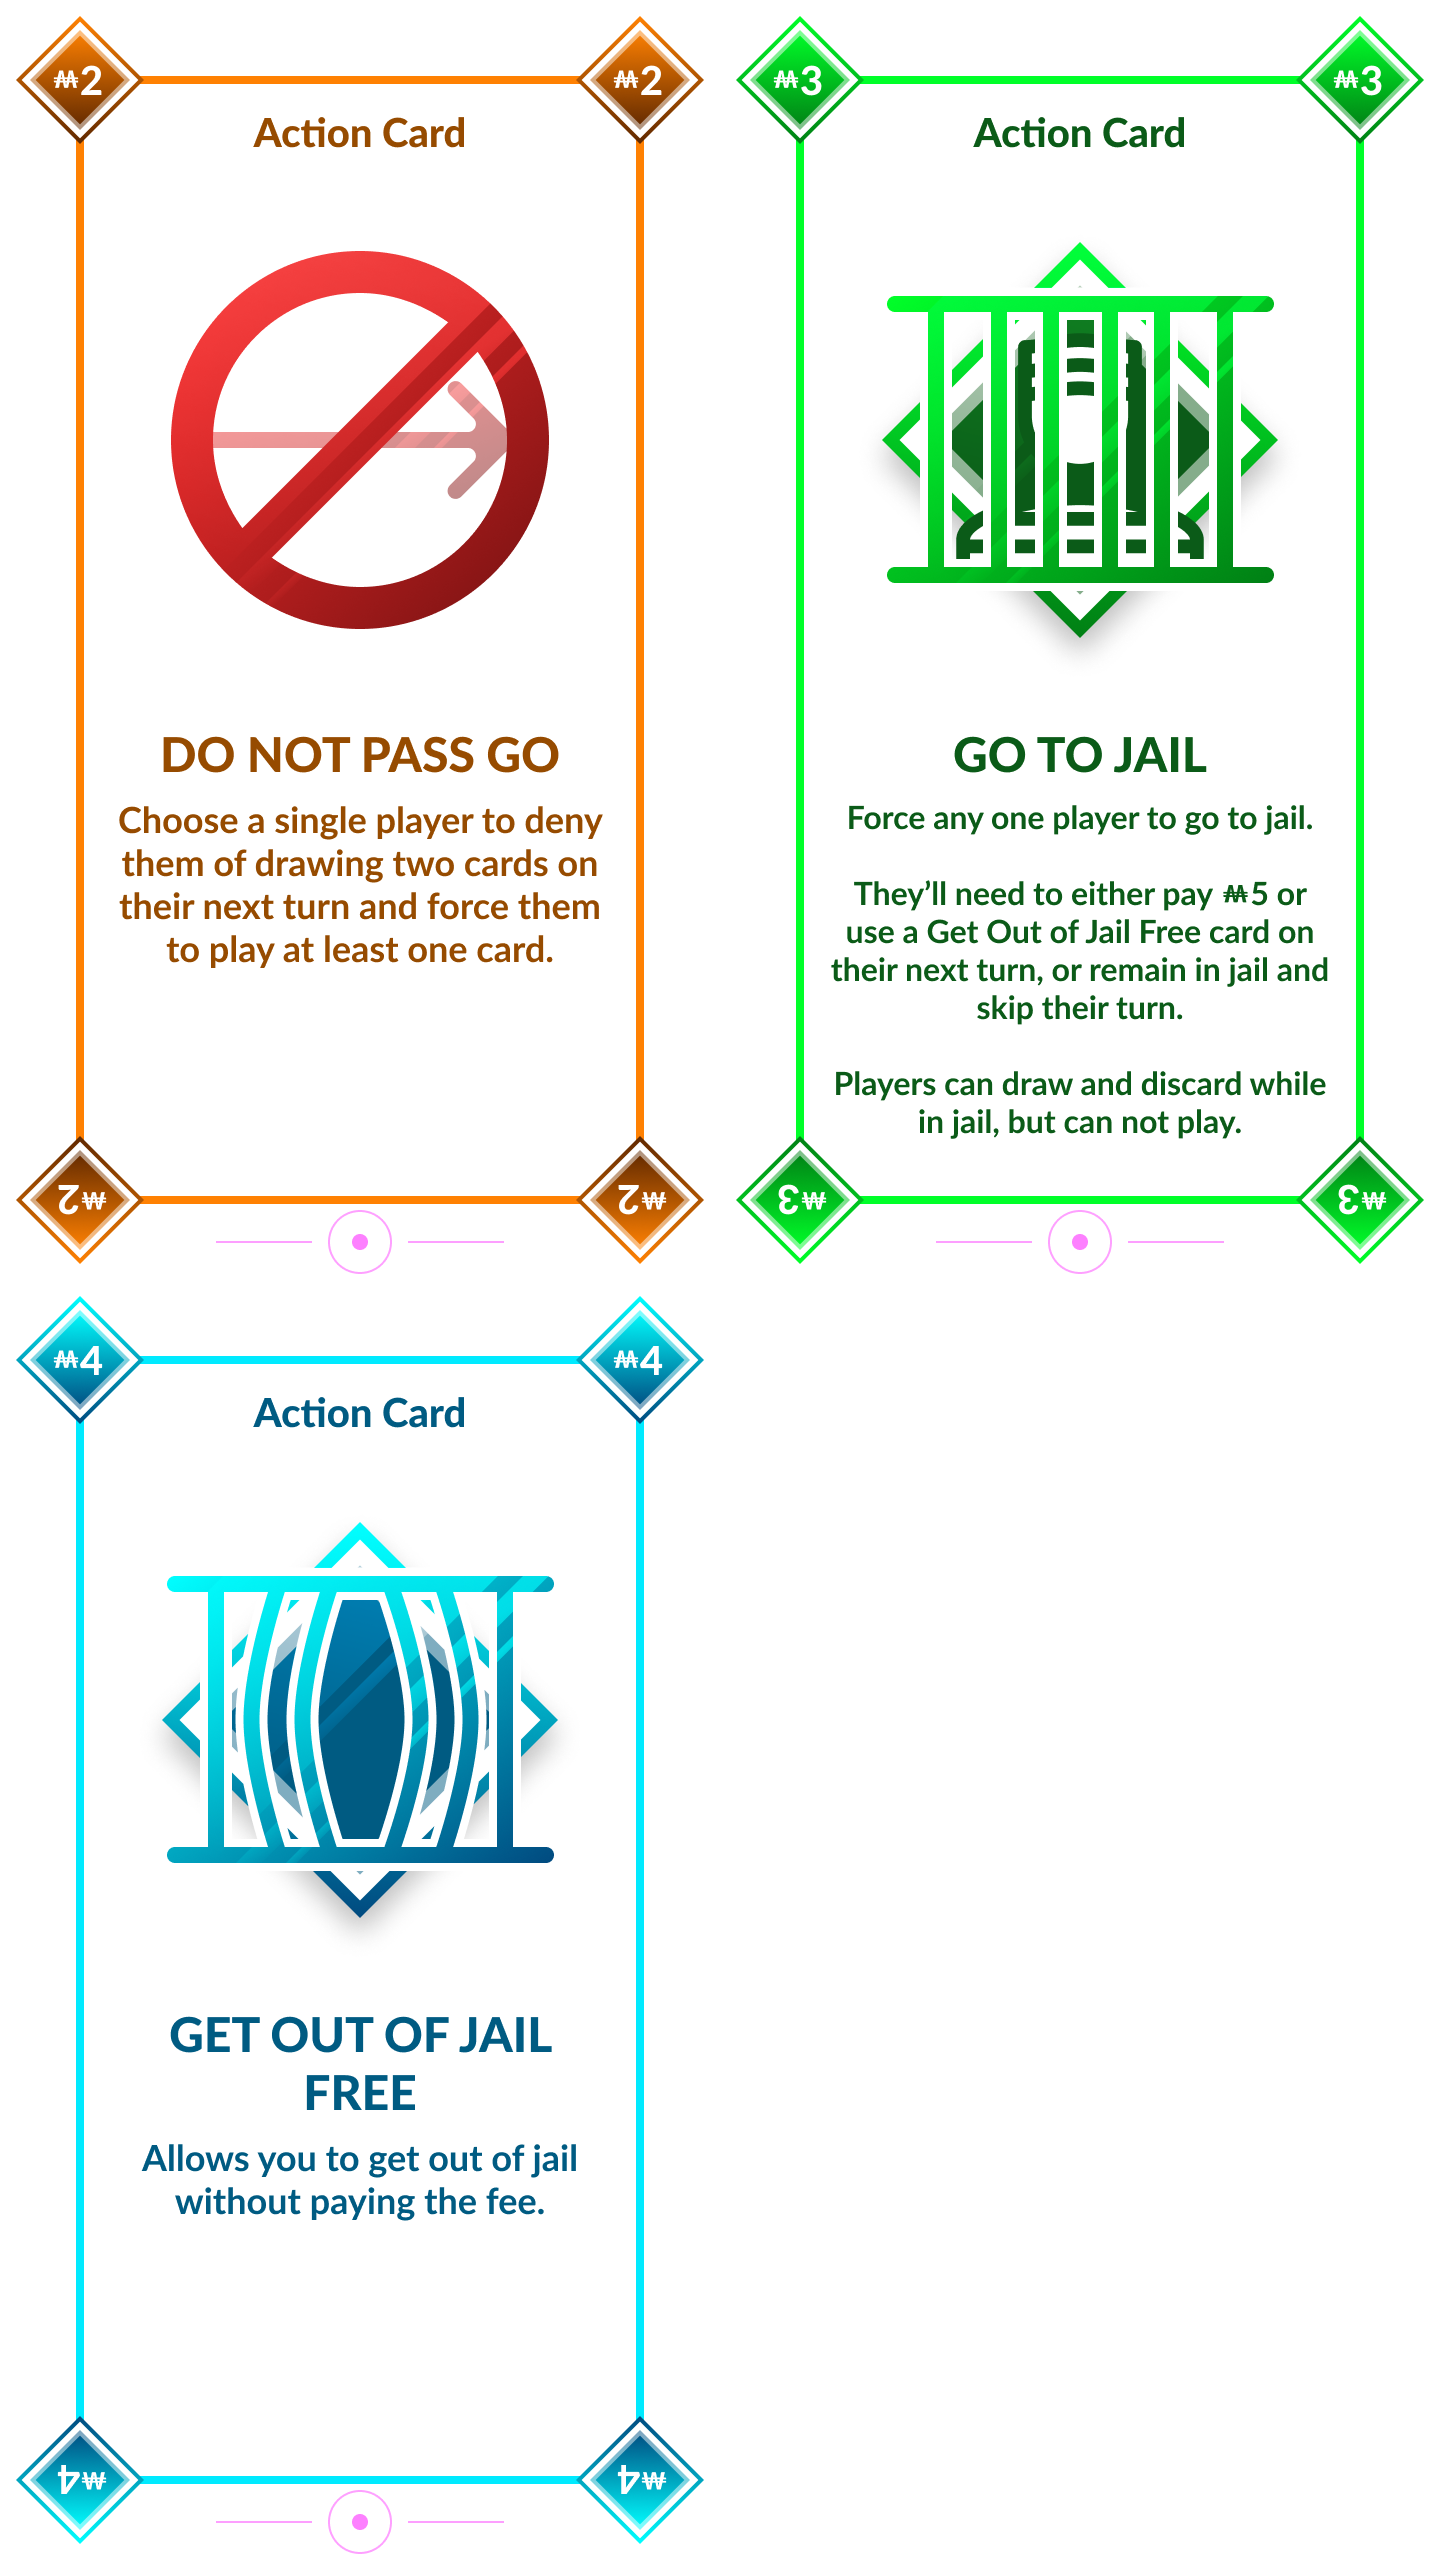 ₳2
₳2
Action Card
DO NOT PASS GO
Choose a single player to deny
them of drawing two cards on
their next turn and force them
to play at least one card.
₳2
₳2
₳3
₳3
Action Card
GO TO JAIL
Force any one player to go to jail.
They’ll need to either pay ₳5 or
use a Get Out of Jail Free card on
their next turn, or remain in jail and
skip their turn.
Players can draw and discard while
in jail, but can not play.
₳3
₳3
₳4
₳4
Action Card
GET OUT OF JAIL
FREE
Allows you to get out of jail
without paying the fee.
₳4
₳4